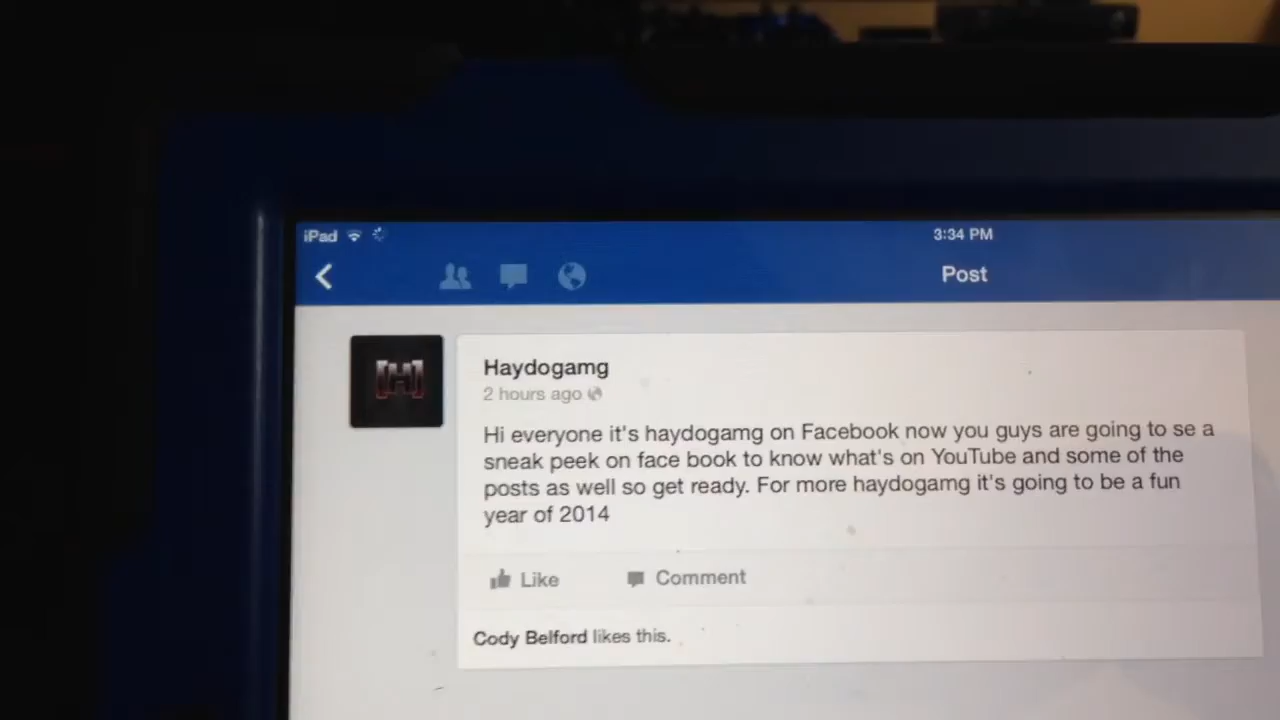 iPad
3:34 PM
Post
[H]
Haydogamg
2 hours ago
Hi everyone it's haydogamg on Facebook now you guys are going to se a
sneak peek on face book to know what's on YouTube and some of the
posts as well so get ready. For more haydogamg it's going to be a fun
year of 2014
Like
Comment
Cody Belford likes this.